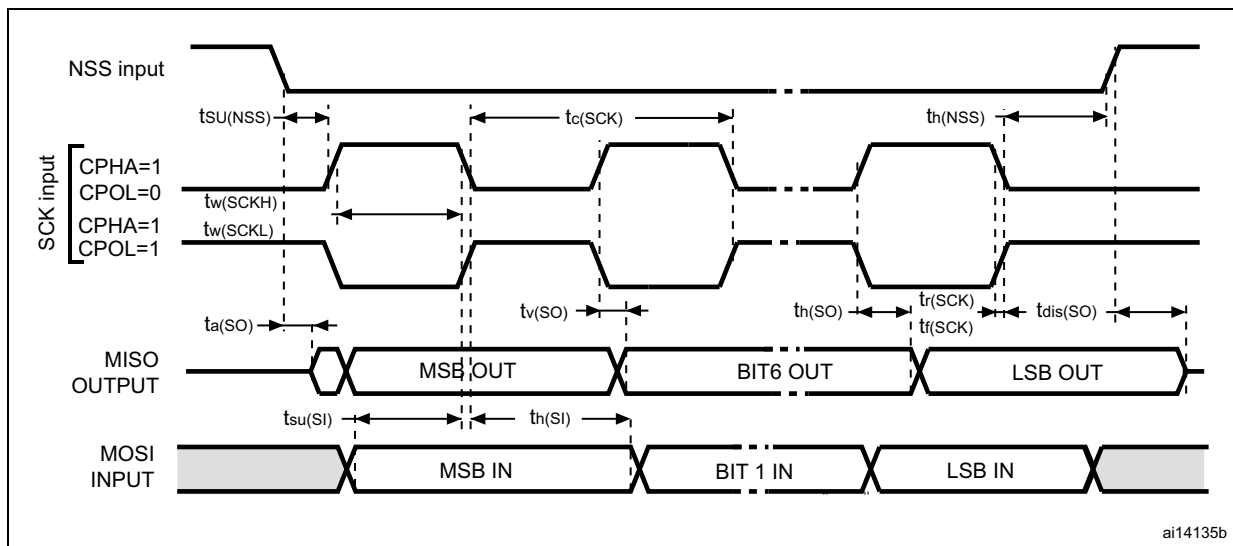 NSS input
tSU(NSS)
tc(SCK)
th(NSS)
SCK input
CPHA=1
CPOL=0
tw(SCKH)
CPHA=1
tw(SCKL)
CPOL=1
ta(SO)
tv(SO)
th(SO)
tr(SCK)
tf(SCK)
tdis(SO)
MISO
OUTPUT
MSB OUT
BIT6 OUT
LSB OUT
tsu(SI)
th(SI)
MOSI
INPUT
MSB IN
BIT 1 IN
LSB IN
ai14135b